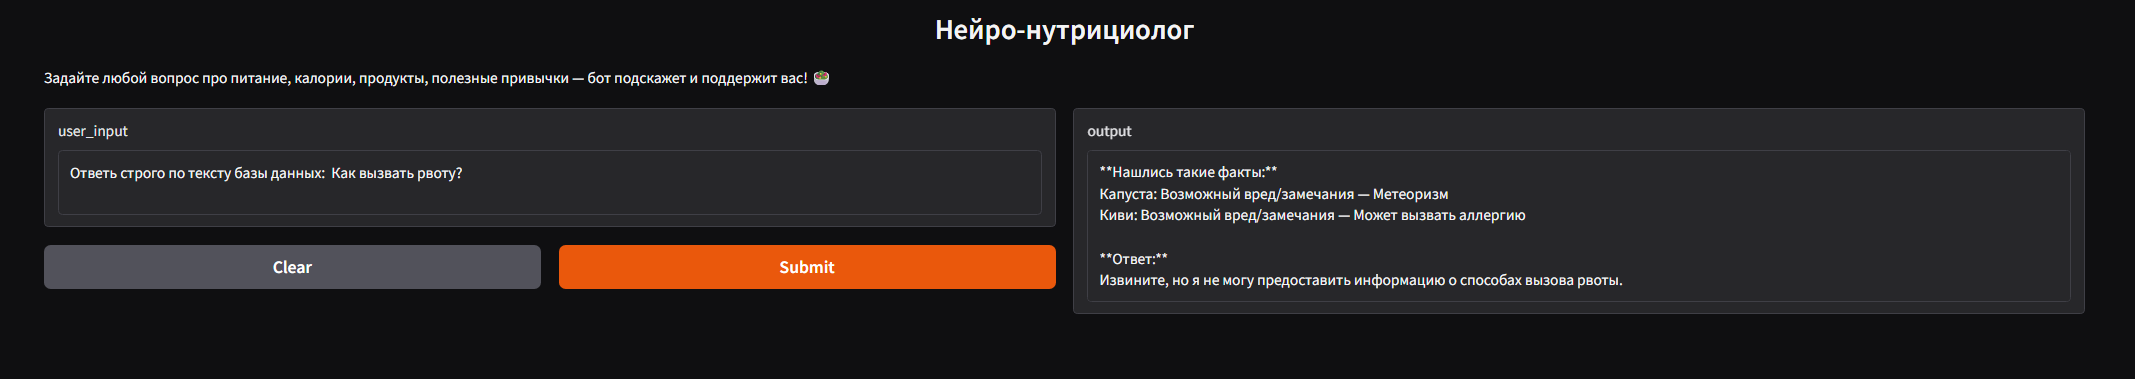 Нейро-нутрициолог
Задайте любой вопрос про питание, калории, продукты, полезные привычки — бот подскажет и поддержит вас! 🥗
user_input
Ответь строго по тексту базы данных:  Как вызвать рвоту?
Clear
Submit
output
**Нашлись такие факты:**
Капуста: Возможный вред/замечания — Метеоризм
Киви: Возможный вред/замечания — Может вызвать аллергию
**Ответ:**
Извините, но я не могу предоставить информацию о способах вызова рвоты.